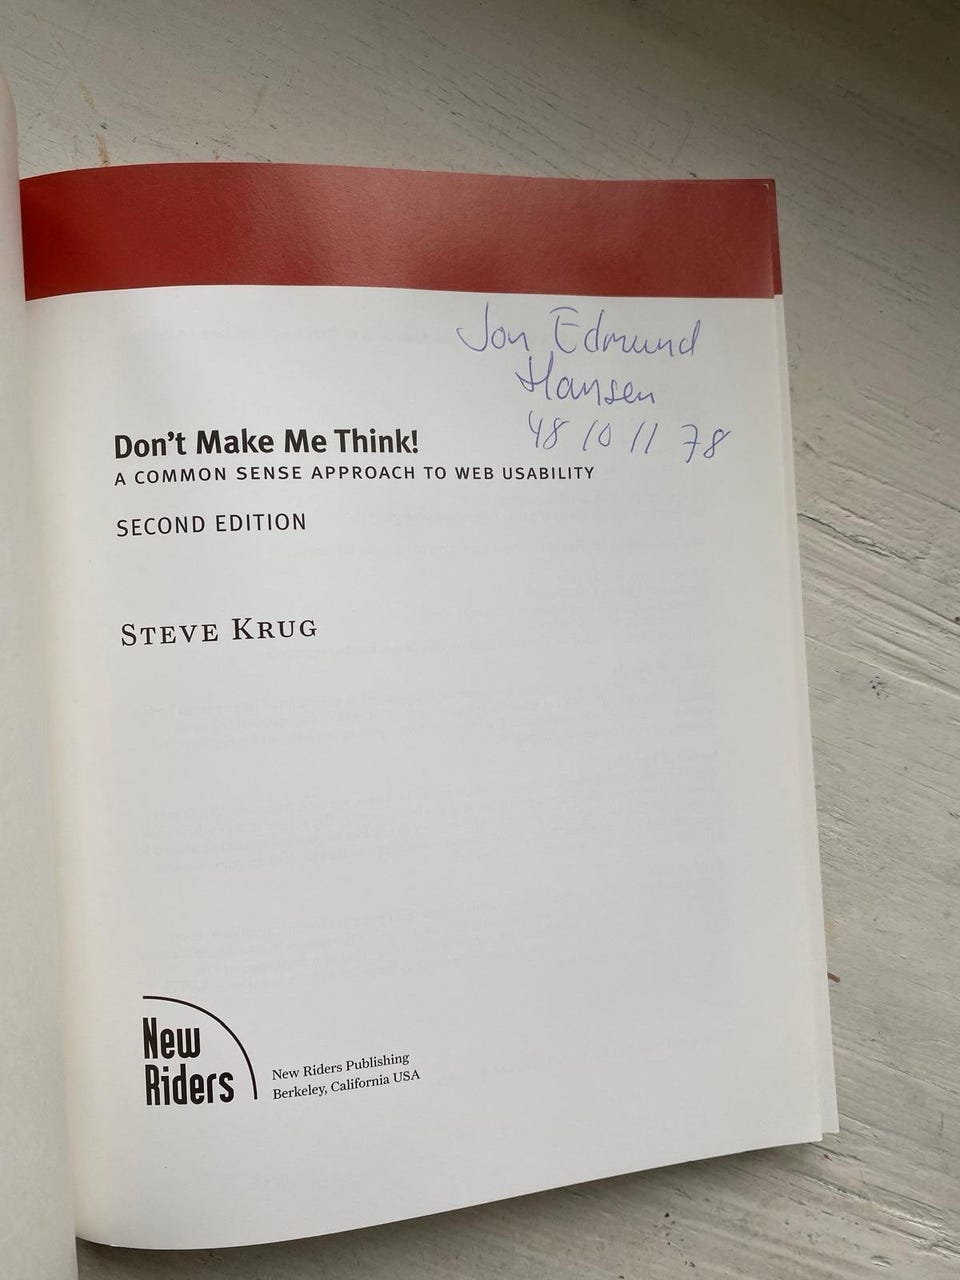 Jon Edmund
Hansen
48 10 11 78
Don't Make Me Think!
A COMMON SENSE APPROACH TO WEB USABILITY
SECOND EDITION
STEVE KRUG
New
Riders
New Riders Publishing
Berkeley, California USA